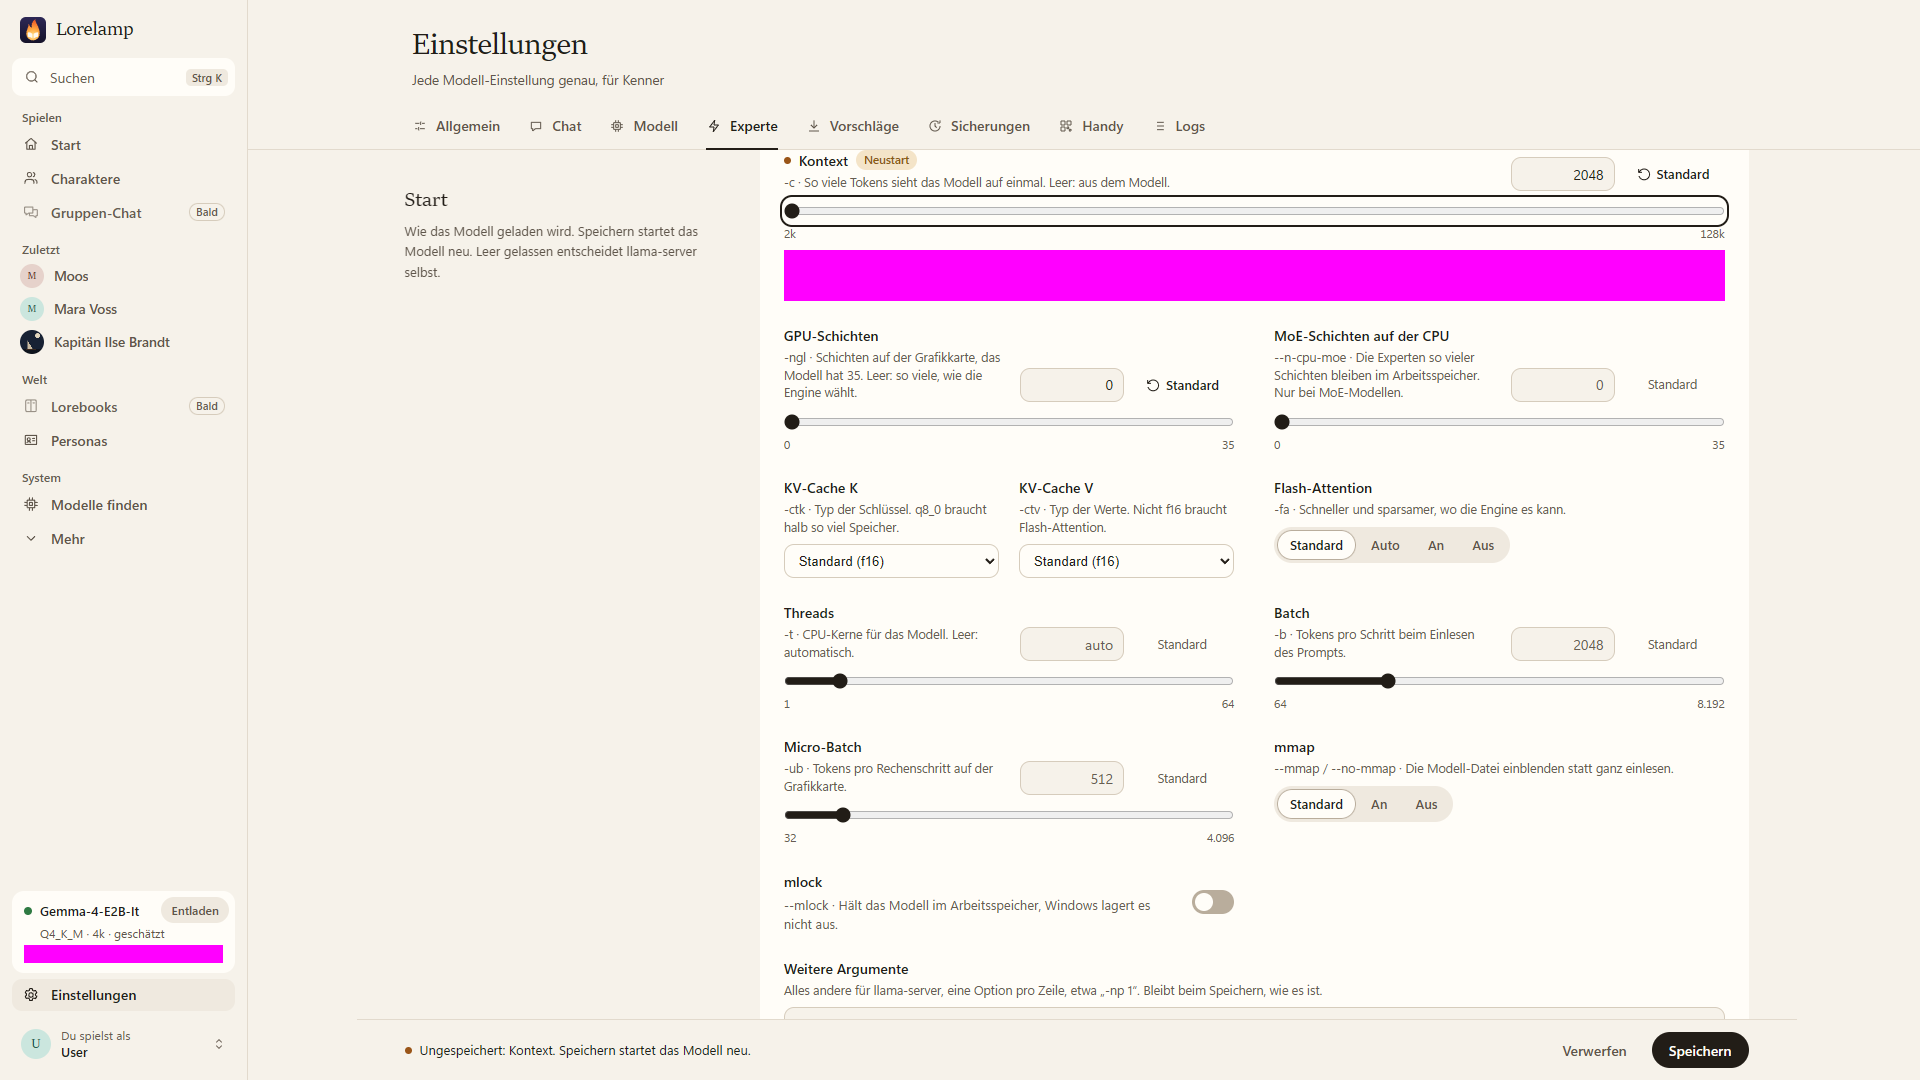 Lorelamp
Suchen
Strg K
Spielen
Start
Charaktere
Gruppen-Chat
Bald
Zuletzt
M
Moos
M
Mara Voss
Kapitän Ilse Brandt
Welt
Lorebooks
Bald
Personas
System
Modelle finden
Mehr
Gemma-4-E2B-It
Entladen
Q4_K_M · 4k · geschätzt
Einstellungen
U
Du spielst als
User
Einstellungen
Jede Modell-Einstellung genau, für Kenner
Allgemein
Chat
Modell
Experte
Vorschläge
Sicherungen
Handy
Logs
Start
Wie das Modell geladen wird. Speichern startet das
Modell neu. Leer gelassen entscheidet llama-server
selbst.
Kontext
Neustart
-c · So viele Tokens sieht das Modell auf einmal. Leer: aus dem Modell.
2048
Standard
2k
128k
GPU-Schichten
-ngl · Schichten auf der Grafikkarte, das
Modell hat 35. Leer: so viele, wie die
Engine wählt.
0
Standard
0
35
MoE-Schichten auf der CPU
--n-cpu-moe · Die Experten so vieler
Schichten bleiben im Arbeitsspeicher.
Nur bei MoE-Modellen.
0
Standard
0
35
KV-Cache K
-ctk · Typ der Schlüssel. q8_0 braucht
halb so viel Speicher.
Standard (f16)
KV-Cache V
-ctv · Typ der Werte. Nicht f16 braucht
Flash-Attention.
Standard (f16)
Flash-Attention
-fa · Schneller und sparsamer, wo die Engine es kann.
Standard
Auto
An
Aus
Threads
-t · CPU-Kerne für das Modell. Leer:
automatisch.
auto
Standard
1
64
Batch
-b · Tokens pro Schritt beim Einlesen
des Prompts.
2048
Standard
64
8.192
Micro-Batch
-ub · Tokens pro Rechenschritt auf der
Grafikkarte.
512
Standard
32
4.096
mmap
--mmap / --no-mmap · Die Modell-Datei einblenden statt ganz einlesen.
Standard
An
Aus
mlock
--mlock · Hält das Modell im Arbeitsspeicher, Windows lagert es
nicht aus.
Weitere Argumente
Alles andere für llama-server, eine Option pro Zeile, etwa „-np 1“. Bleibt beim Speichern, wie es ist.
Ungespeichert: Kontext. Speichern startet das Modell neu.
Verwerfen
Speichern